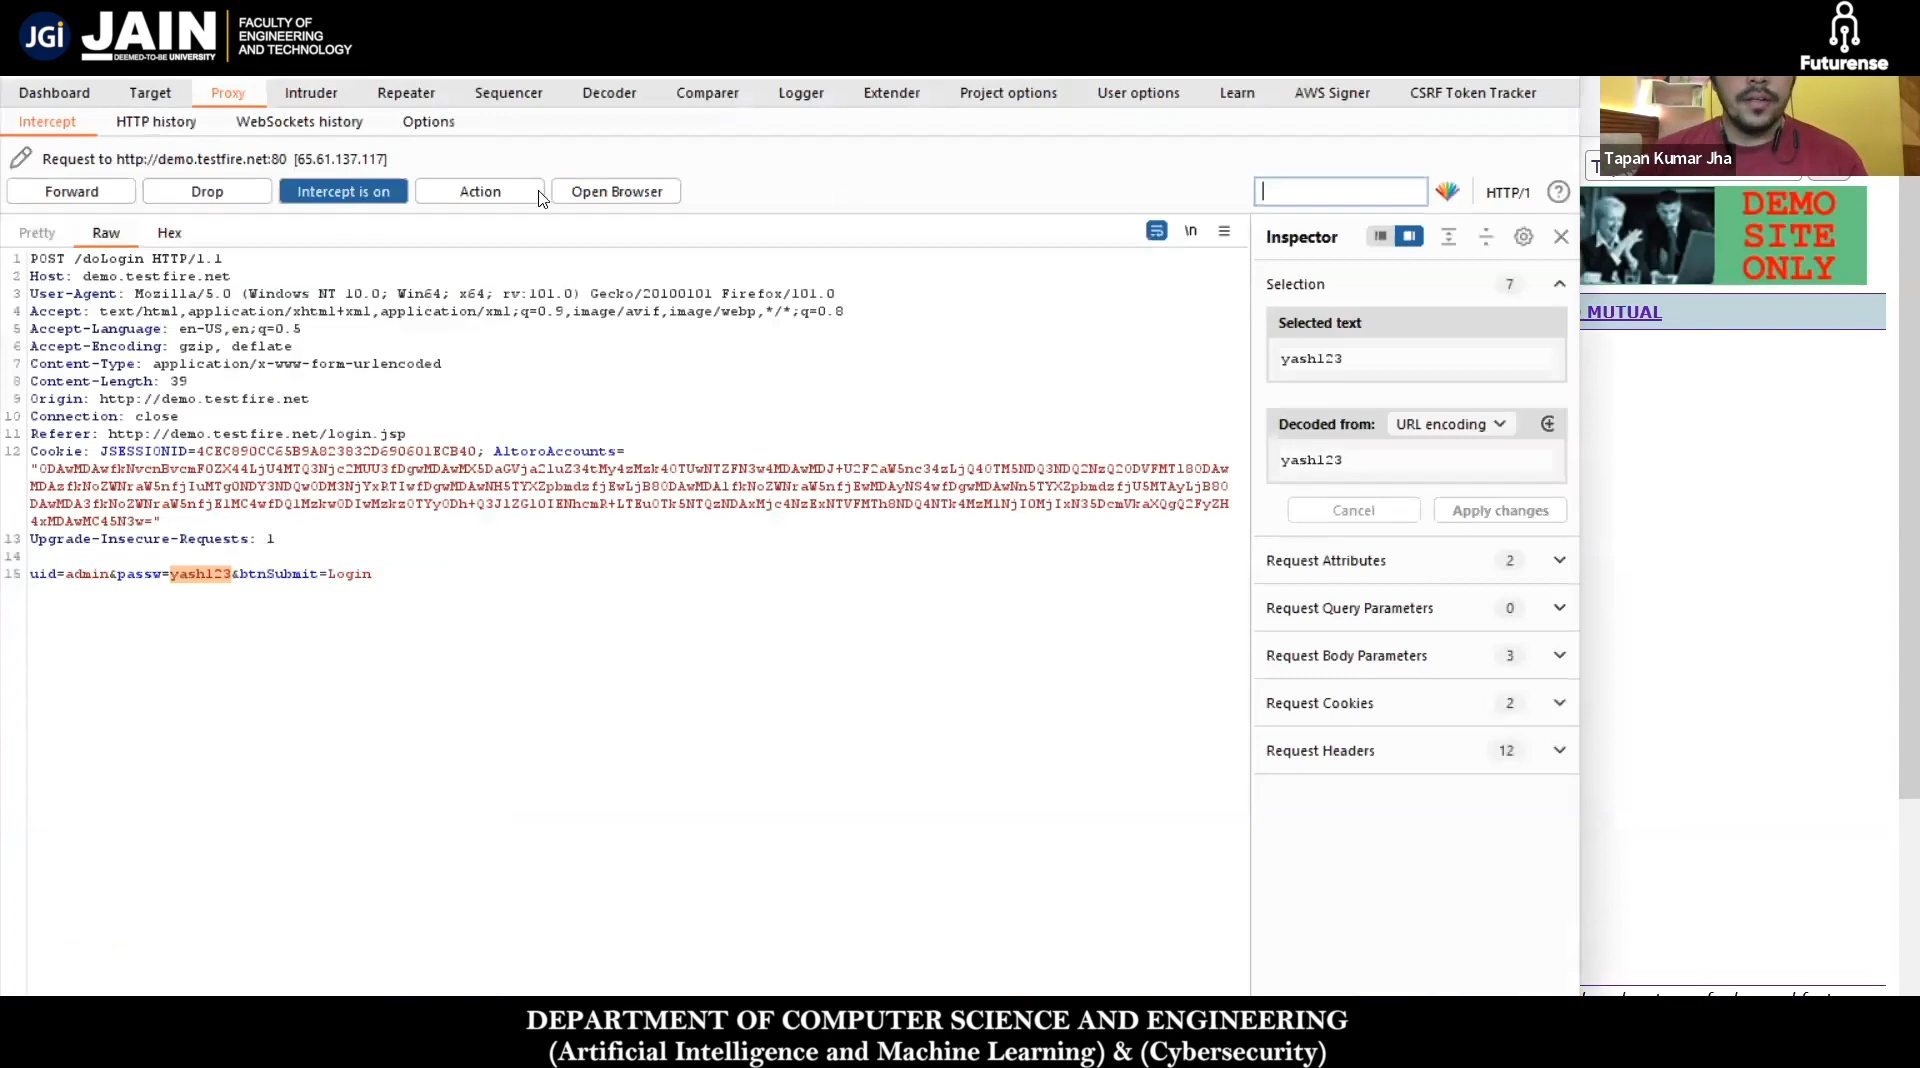 JGI JAIN DEEMED-TO-BE UNIVERSITY
FACULTY OF
ENGINEERING
AND TECHNOLOGY
Futurense
Dashboard Target Proxy Intruder Repeater Sequencer Decoder Comparer Logger Extender Project options User options Learn AWS Signer CSRF Token Tracker
Intercept HTTP history WebSockets history Options
Tapan Kumar Jha
Request to http://demo.testfire.net:80 [65.61.137.117]
Forward Drop Intercept is on Action Open Browser HTTP/1 ?
Pretty Raw Hex \n
1 POST /doLogin HTTP/1.1
2 Host: demo.testfire.net
3 User-Agent: Mozilla/5.0 (Windows NT 10.0; Win64; x64; rv:101.0) Gecko/20100101 Firefox/101.0
4 Accept: text/html,application/xhtml+xml,application/xml;q=0.9,image/avif,image/webp,*/*;q=0.8
5 Accept-Language: en-US,en;q=0.5
6 Accept-Encoding: gzip, deflate
7 Content-Type: application/x-www-form-urlencoded
8 Content-Length: 39
9 Origin: http://demo.testfire.net
10 Connection: close
11 Referer: http://demo.testfire.net/login.jsp
12 Cookie: JSESSIONID=4CEC890CC65B9A823832D690601ECB40; AltoroAccounts=
13 Upgrade-Insecure-Requests: 1
14
15 uid=admin&passw=yash123&btnSubmit=Login
Inspector
Selection 7
Selected text
yash123
Decoded from: URL encoding
yash123
Cancel Apply changes
Request Attributes 2
Request Query Parameters 0
Request Body Parameters 3
Request Cookies 2
Request Headers 12
DEMO
SITE
ONLY
MUTUAL
DEPARTMENT OF COMPUTER SCIENCE AND ENGINEERING
(Artificial Intelligence and Machine Learning) & (Cybersecurity)